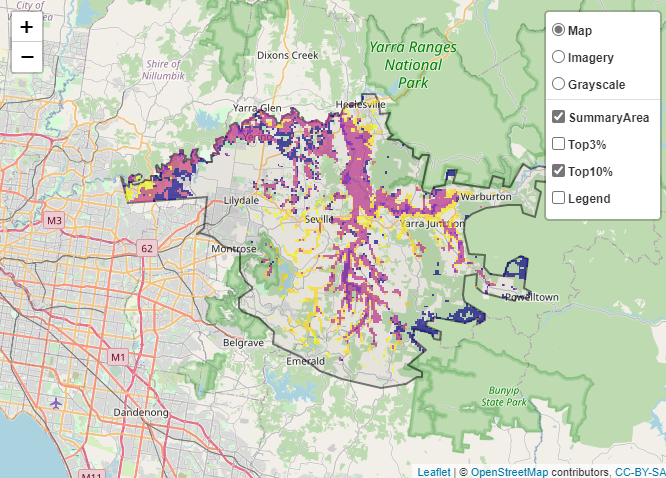 City of
+
−
Shire of
Nillumbik
Dixons Creek
Yarra Ranges
National
Park
Yarra Glen
Healesville
Lilydale
Seville
Warburton
Yarra Junction
M3
62
Montrose
Powelltown
Belgrave
M1
Emerald
Bunyip
State Park
Dandenong
M11
Map
Imagery
Grayscale
SummaryArea
Top3%
Top10%
Legend
Leaflet | © OpenStreetMap contributors, CC-BY-SA